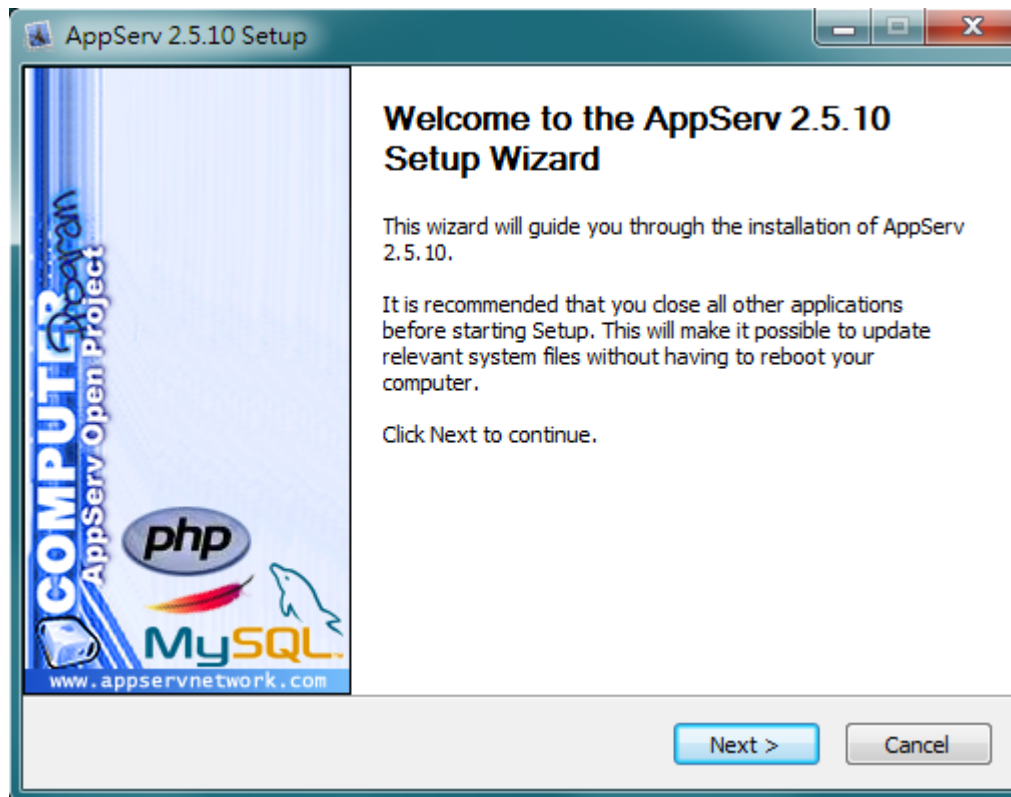 AppServ 2.5.10 Setup
COMPUTER
Program
AppServ Open Project
php
MySQL
www.appservnetwork.com
Welcome to the AppServ 2.5.10
Setup Wizard
This wizard will guide you through the installation of AppServ
2.5.10.
It is recommended that you close all other applications
before starting Setup. This will make it possible to update
relevant system files without having to reboot your
computer.
Click Next to continue.
Next >
Cancel